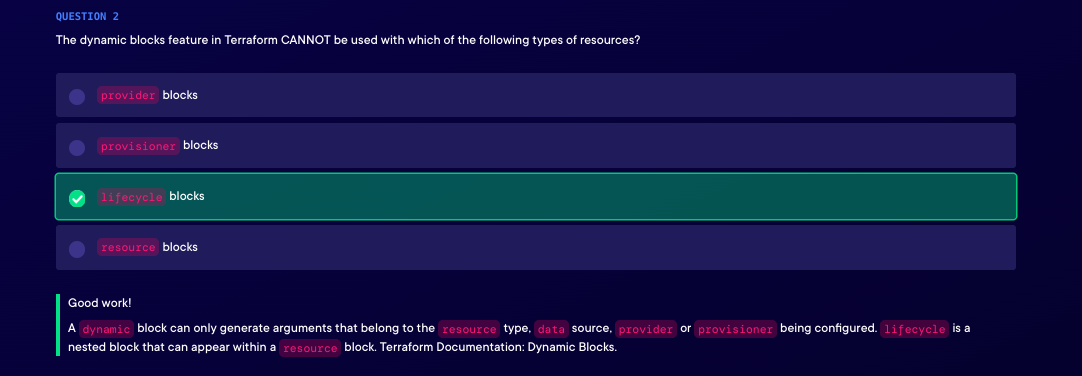 QUESTION 2
The dynamic blocks feature in Terraform CANNOT be used with which of the following types of resources?
provider blocks
provisioner blocks
lifecycle blocks
resource blocks
Good work!
A dynamic block can only generate arguments that belong to the resource type, data source, provider or provisioner being configured. lifecycle is a
nested block that can appear within a resource block. Terraform Documentation: Dynamic Blocks.